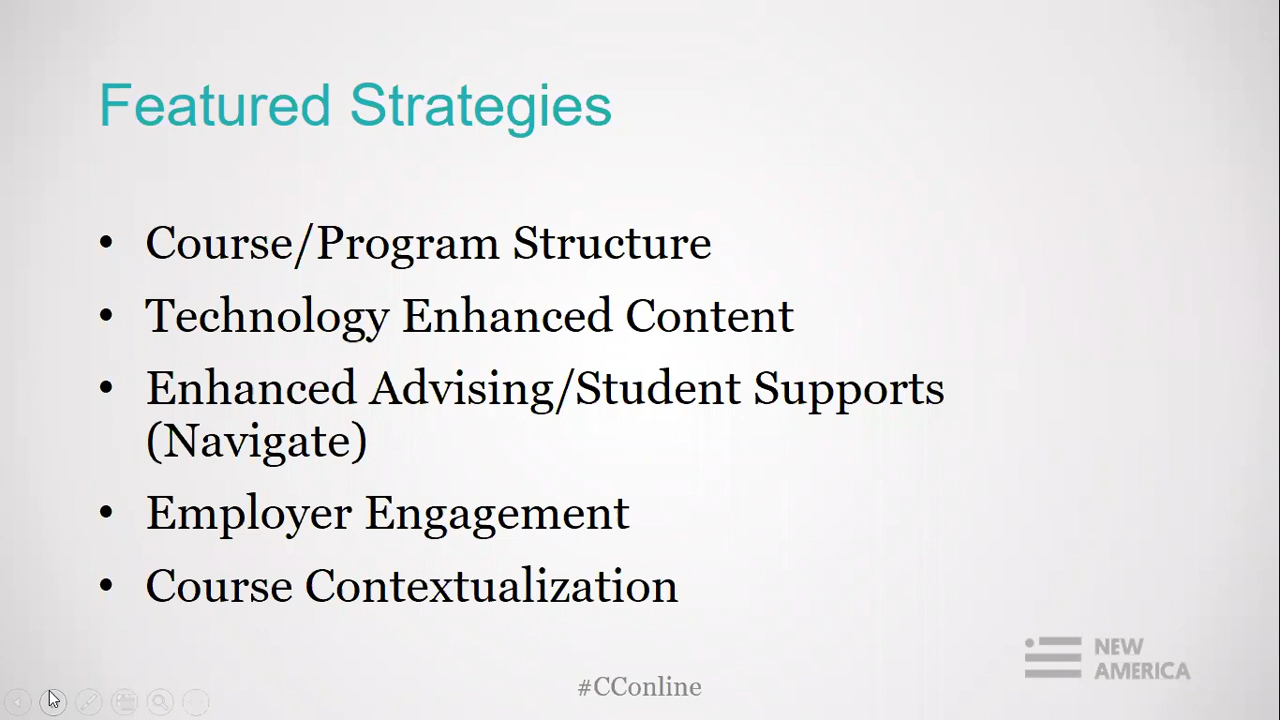 Featured Strategies
• Course/Program Structure
• Technology Enhanced Content
• Enhanced Advising/Student Supports
(Navigate)
• Employer Engagement
• Course Contextualization
#CConline
NEW
AMERICA